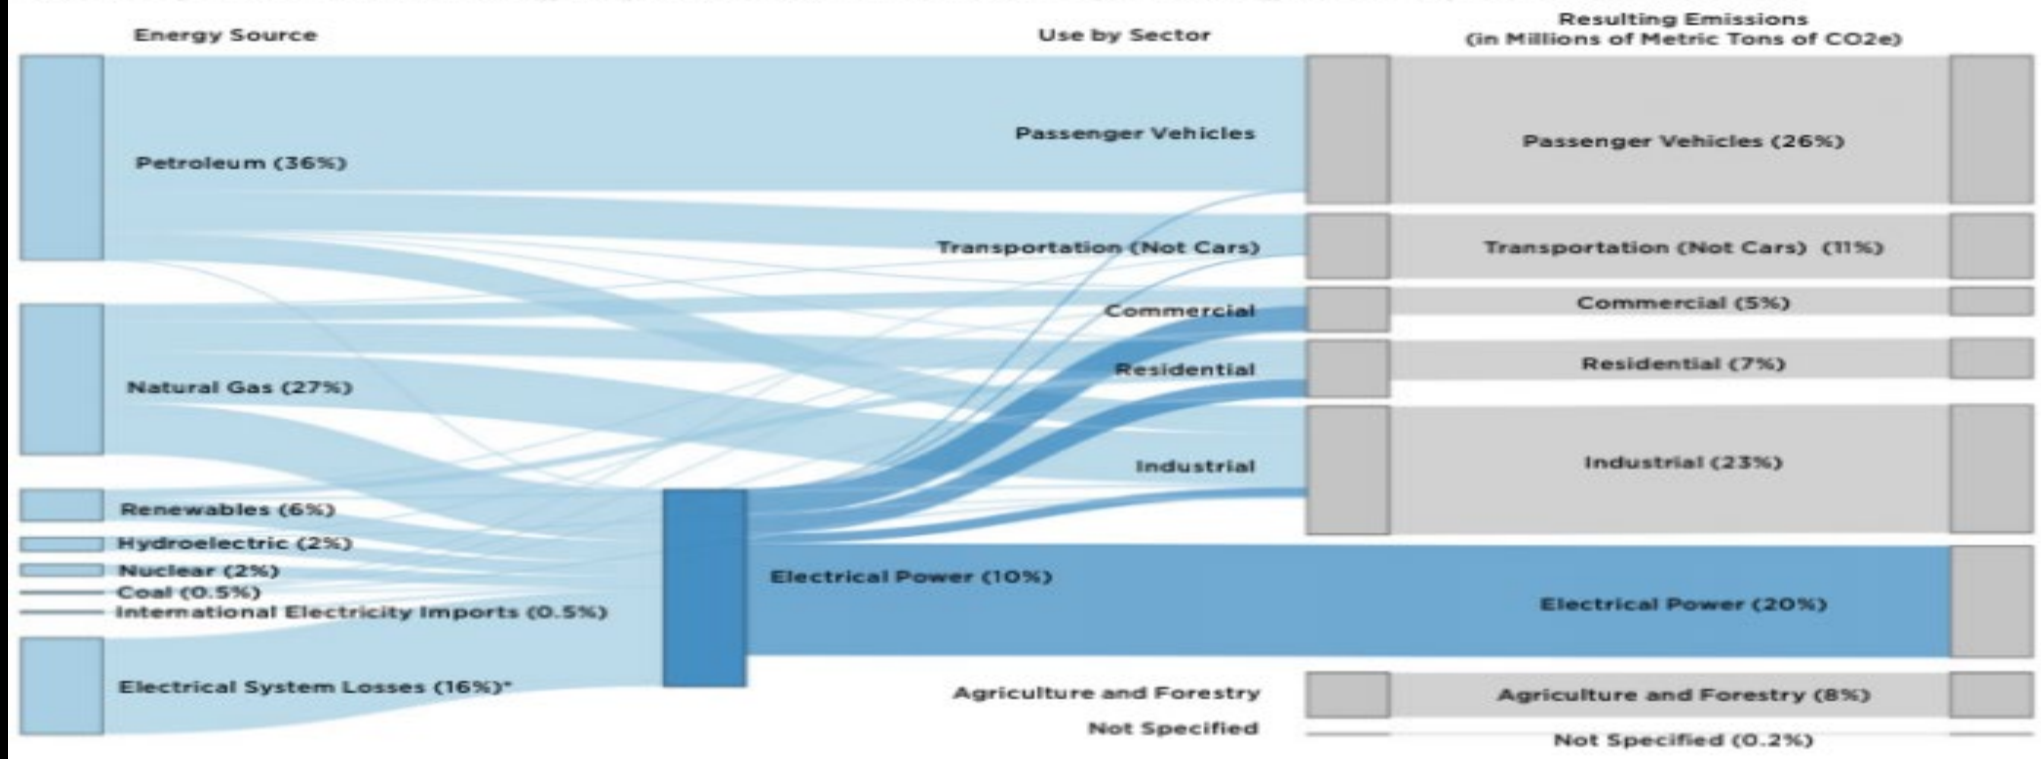 Energy Source
Use by Sector
Resulting Emissions
(in Millions of Metric Tons of CO2e)
Petroleum (36%)
Passenger Vehicles
Passenger Vehicles (26%)
Transportation (Not Cars)
Transportation (Not Cars) (11%)
Commercial
Commercial (5%)
Natural Gas (27%)
Residential
Residential (7%)
Industrial
Industrial (23%)
Renewables (6%)
Hydroelectric (2%)
Nuclear (2%)
Coal (0.5%)
International Electricity Imports (0.5%)
Electrical Power (10%)
Electrical Power (20%)
Electrical System Losses (16%)*
Agriculture and Forestry
Agriculture and Forestry (8%)
Not Specified
Not Specified (0.2%)